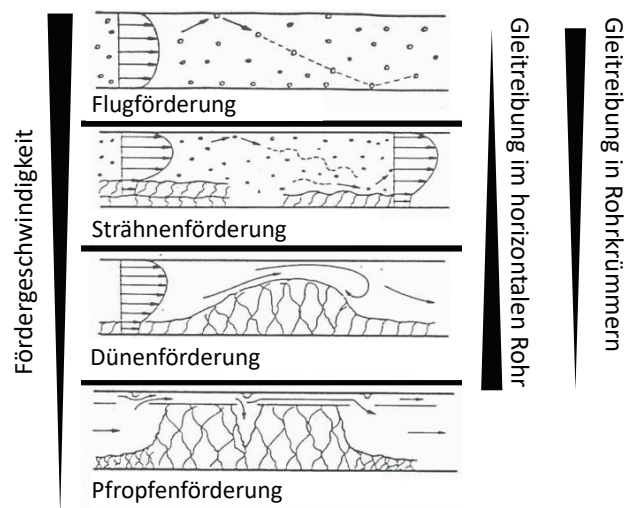 Flugförderung
Strähnenförderung
Dünenförderung
Pfropfenförderung
Fördergeschwindigkeit
Gleitreibung im horizontalen Rohr
Gleitreibung in Rohrkrümmern